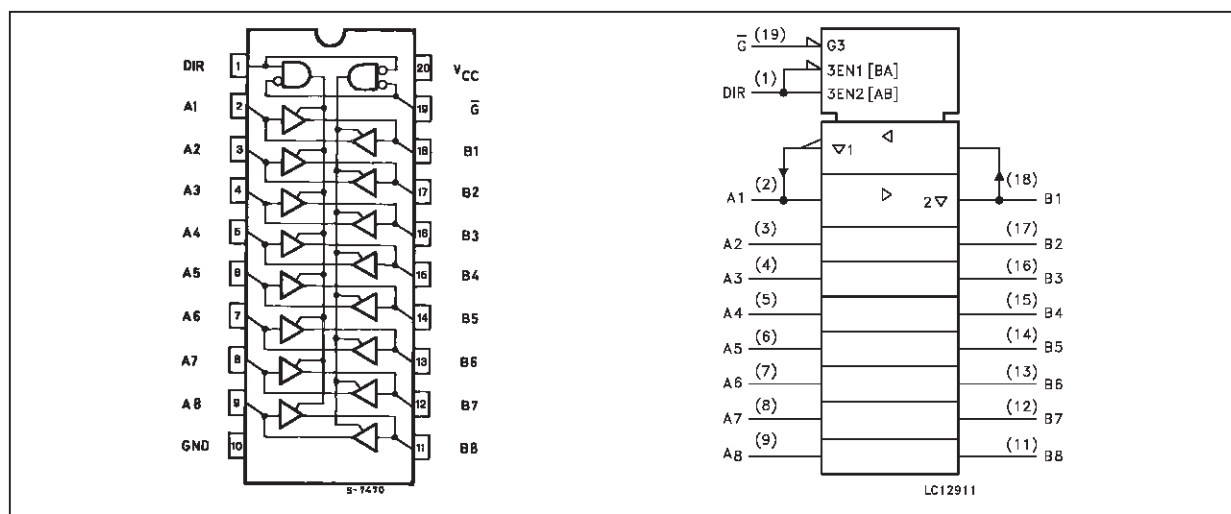 DIR 1 20 VCC
A1 2 19 G̅
A2 3 18 B1
A3 4 17 B2
A4 5 16 B3
A5 6 15 B4
A6 7 14 B5
A7 8 13 B6
A8 9 12 B7
GND 10 11 B8
S-7470
G̅ (19) G3
3EN1 [BA]
DIR (1) 3EN2 [AB]
1
A1 (2) 2 (18) B1
A2 (3) (17) B2
A3 (4) (16) B3
A4 (5) (15) B4
A5 (6) (14) B5
A6 (7) (13) B6
A7 (8) (12) B7
A8 (9) (11) B8
LC12911